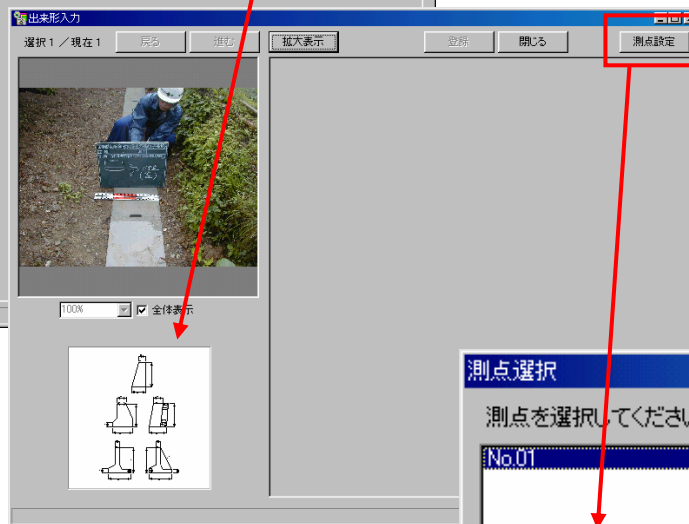 出来形入力
選択1／現在1 戻る 進む 拡大表示 登録 閉じる 測点設定
100% 全体表示
測点選択
測点を選択してくださ
No.01